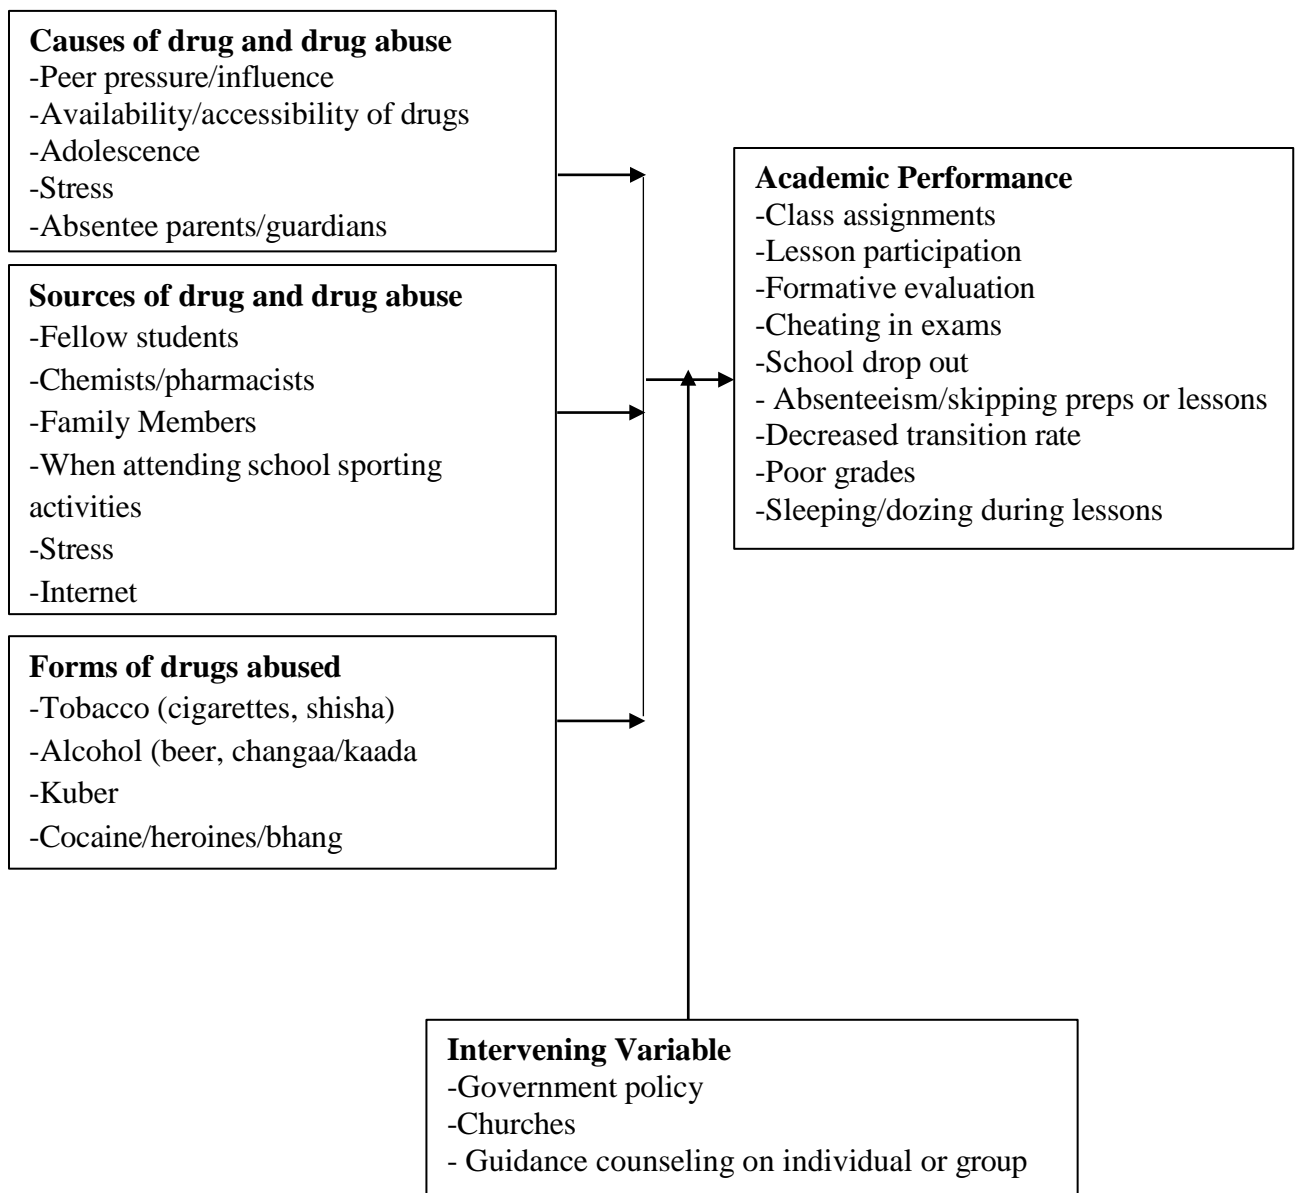 Causes of drug and drug abuse
-Peer pressure/influence
-Availability/accessibility of drugs
-Adolescence
-Stress
-Absentee parents/guardians
Sources of drug and drug abuse
-Fellow students
-Chemists/pharmacists
-Family Members
-When attending school sporting
activities
-Stress
-Internet
Forms of drugs abused
-Tobacco (cigarettes, shisha)
-Alcohol (beer, changaa/kaada
-Kuber
-Cocaine/heroines/bhang
Academic Performance
-Class assignments
-Lesson participation
-Formative evaluation
-Cheating in exams
-School drop out
- Absenteeism/skipping preps or lessons
-Decreased transition rate
-Poor grades
-Sleeping/dozing during lessons
Intervening Variable
-Government policy
-Churches
- Guidance counseling on individual or group